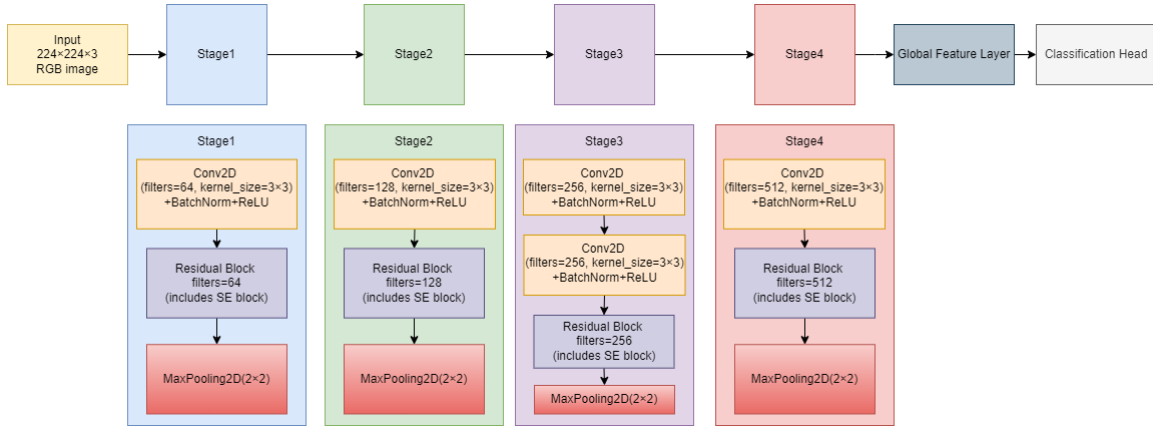 Input
224×224×3
RGB image
Stage1
Stage2
Stage3
Stage4
Global Feature Layer
Classification Head
Stage1
Conv2D
(filters=64, kernel_size=3×3)
+BatchNorm+ReLU
Residual Block
filters=64
(includes SE block)
MaxPooling2D(2×2)
Stage2
Conv2D
(filters=128, kernel_size=3×3)
+BatchNorm+ReLU
Residual Block
filters=128
(includes SE block)
MaxPooling2D(2×2)
Stage3
Conv2D
(filters=256, kernel_size=3×3)
+BatchNorm+ReLU
Conv2D
(filters=256, kernel_size=3×3)
+BatchNorm+ReLU
Residual Block
filters=256
(includes SE block)
MaxPooling2D(2×2)
Stage4
Conv2D
(filters=512, kernel_size=3×3)
+BatchNorm+ReLU
Residual Block
filters=512
(includes SE block)
MaxPooling2D(2×2)